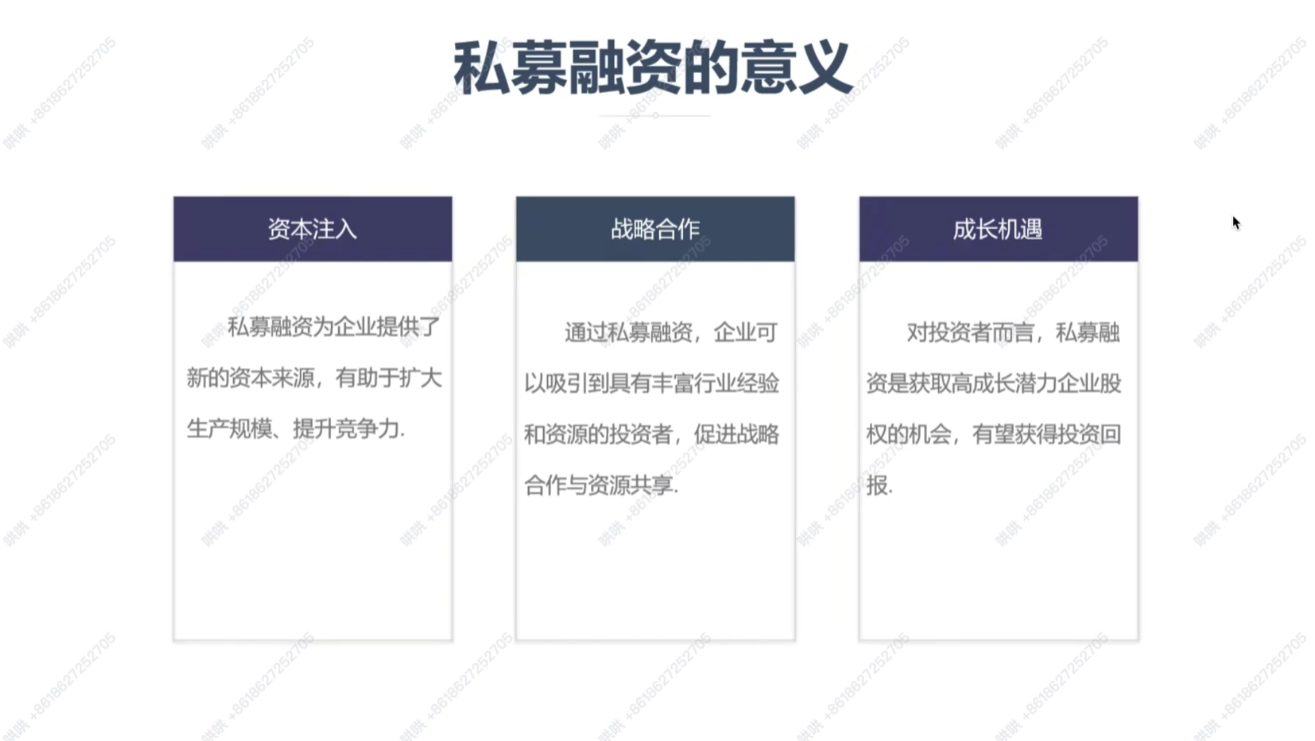 私募融资的意义
资本注入
私募融资为企业提供了
新的资本来源，有助于扩大
生产规模、提升竞争力.
战略合作
通过私募融资，企业可
以吸引到具有丰富行业经验
和资源的投资者，促进战略
合作与资源共享.
成长机遇
对投资者而言，私募融
资是获取高成长潜力企业股
权的机会，有望获得投资回
报.
+8618627252705